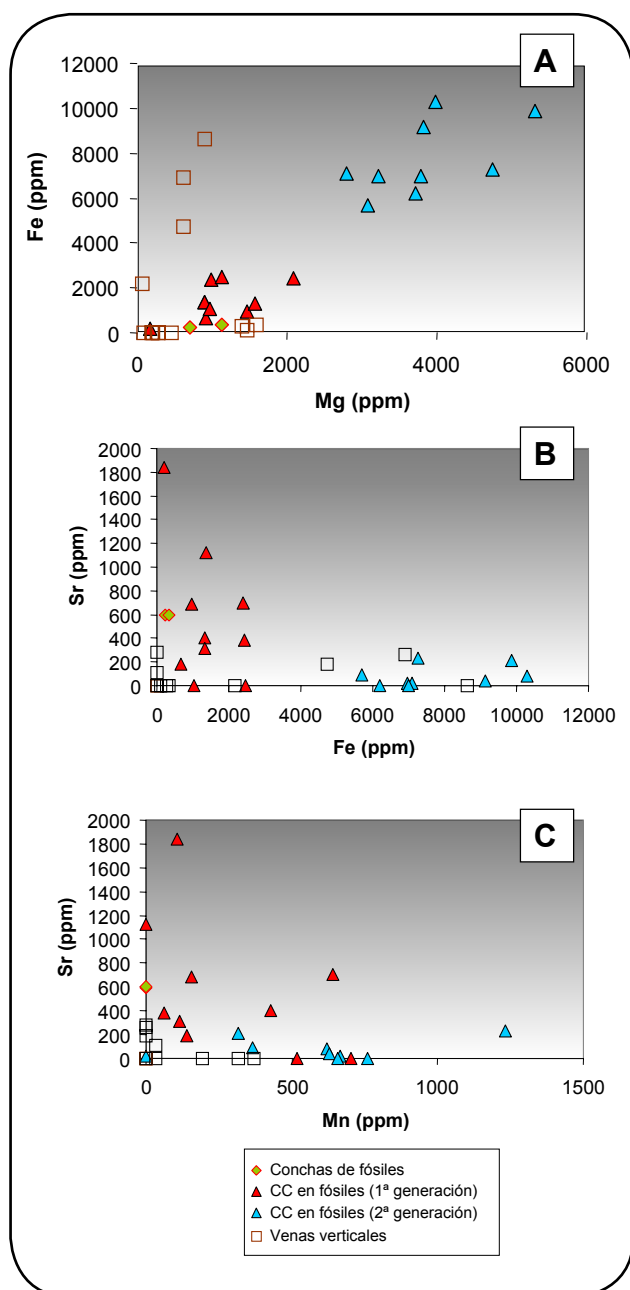 A
12000
10000
8000
6000
4000
2000
0
Fe (ppm)
0 2000 4000 6000
Mg (ppm)
B
2000
1800
1600
1400
1200
1000
800
600
400
200
0
Sr (ppm)
0 2000 4000 6000 8000 10000 12000
Fe (ppm)
C
2000
1800
1600
1400
1200
1000
800
600
400
200
0
Sr (ppm)
0 500 1000 1500
Mn (ppm)
Conchas de fósiles
CC en fósiles (1ª generación)
CC en fósiles (2ª generación)
Venas verticales